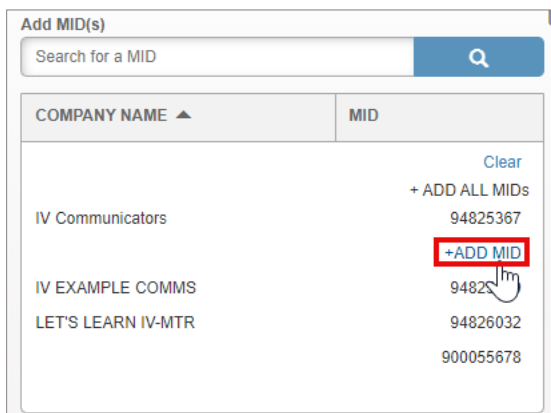 Add MID(s)
Search for a MID
COMPANY NAME ▲ MID
Clear
+ ADD ALL MIDs
IV Communicators 94825367
+ADD MID
IV EXAMPLE COMMS
LET'S LEARN IV-MTR 94826032
900055678